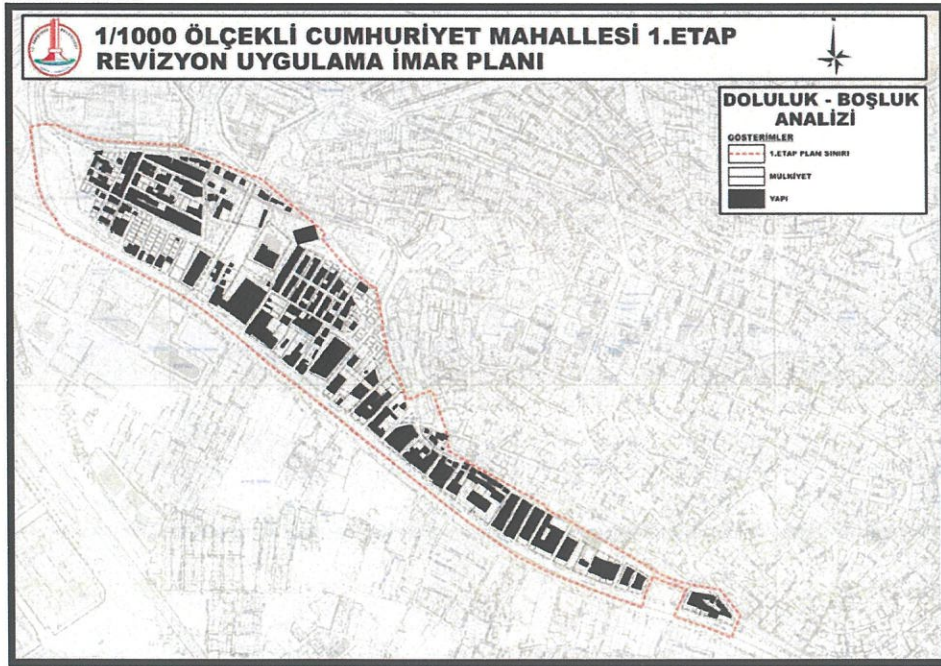 1/1000 ÖLÇEKLİ CUMHURİYET MAHALLESİ 1.ETAP
REVİZYON UYGULAMA İMAR PLANI
DOLULUK - BOŞLUK
ANALİZİ
GÖSTERİMLER
1.ETAP PLAN SINIRI
MÜLKİYET
YAPI